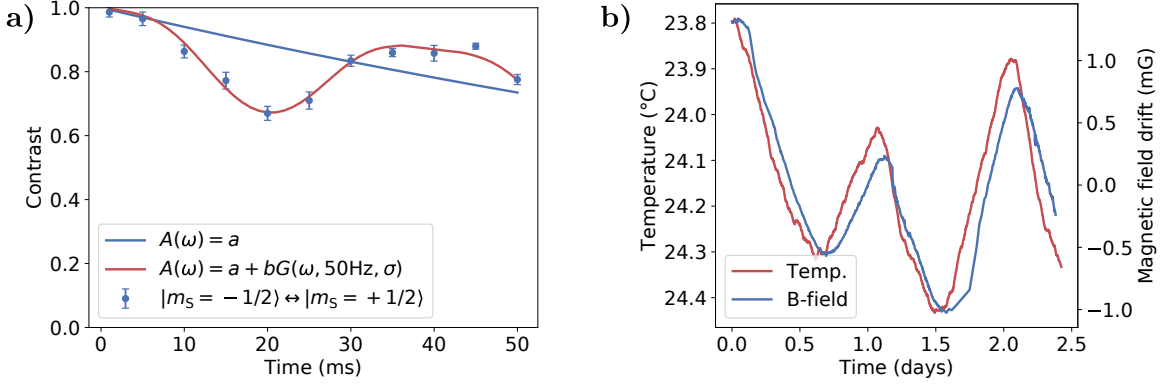 a)
1.0
0.8
0.6
0.4
0.2
0.0
Contrast
A(ω) = a
A(ω) = a + bG(ω, 50Hz, σ)
|m_S = −1/2⟩ ↔ |m_S = +1/2⟩
0 10 20 30 40 50
Time (ms)
b)
23.8
23.9
24.0
24.1
24.2
24.3
24.4
Temperature (°C)
Temp.
B-field
0.0 0.5 1.0 1.5 2.0 2.5
Time (days)
1.0
0.5
0.0
−0.5
−1.0
Magnetic field drift (mG)